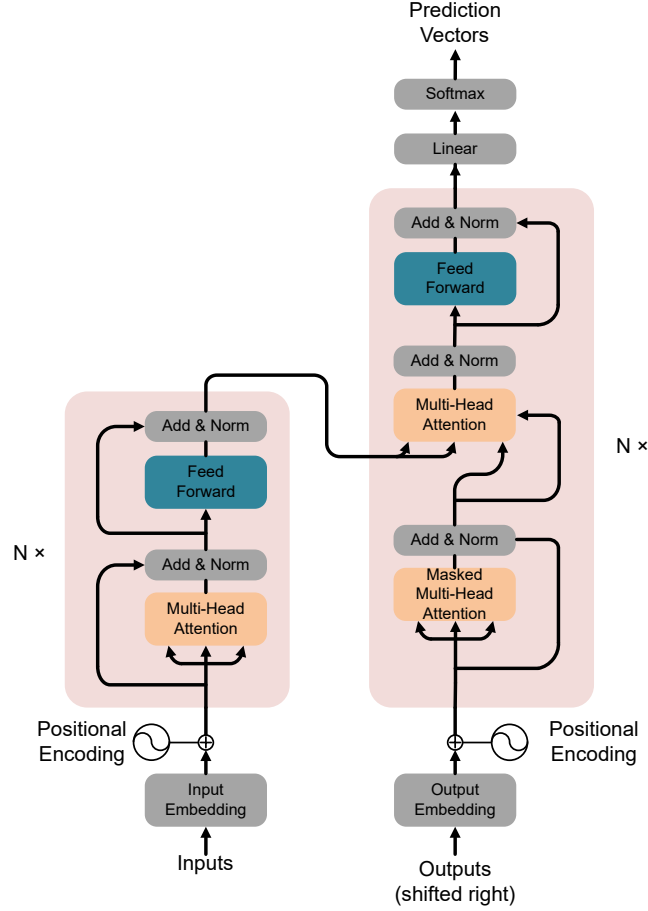 Prediction
Vectors
Softmax
Linear
Add & Norm
Feed
Forward
Add & Norm
Multi-Head
Attention
N ×
Add & Norm
Masked
Multi-Head
Attention
Positional
Encoding
Output
Embedding
Outputs
(shifted right)
Add & Norm
Feed
Forward
N ×
Add & Norm
Multi-Head
Attention
Positional
Encoding
Input
Embedding
Inputs